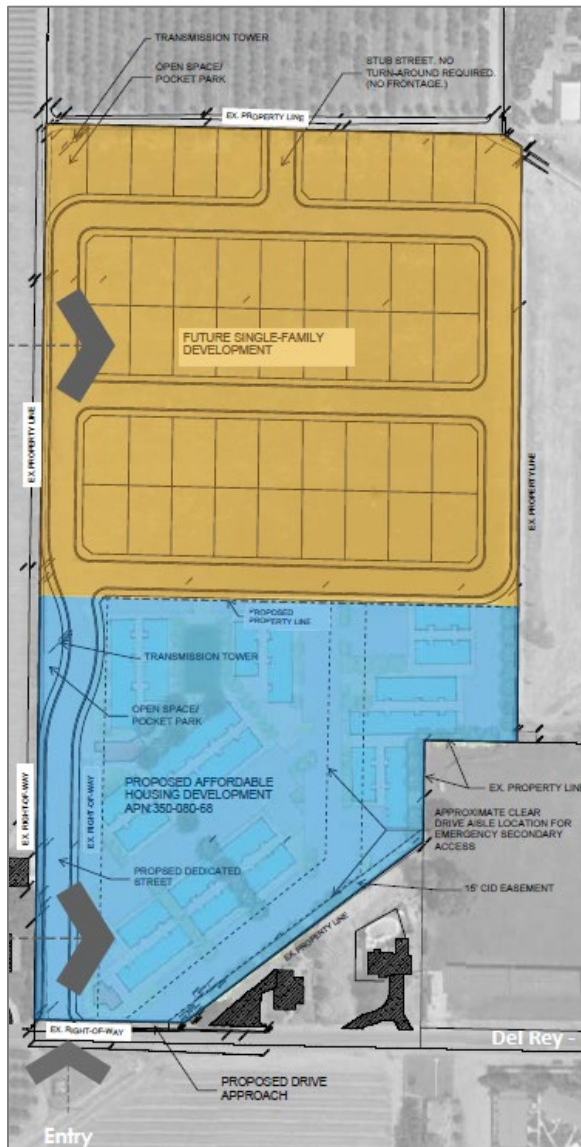 TRANSMISSION TOWER
OPEN SPACE/
POCKET PARK
STUB STREET. NO
TURN-AROUND REQUIRED.
(NO FRONTAGE.)
EX. PROPERTY LINE
FUTURE SINGLE-FAMILY
DEVELOPMENT
EX. PROPERTY LINE
EX. PROPERTY LINE
PROPOSED
PROPERTY LINE
TRANSMISSION TOWER
OPEN SPACE/
POCKET PARK
PROPOSED AFFORDABLE
HOUSING DEVELOPMENT
APN:350-080-68
EX. RIGHT-OF-WAY
EX. RIGHT-OF-WAY
PROPSED DEDICATED
STREET
EX. PROPERTY LINE
APPROXIMATE CLEAR
DRIVE AISLE LOCATION FOR
EMERGENCY SECONDARY
ACCESS
15' CID EASEMENT
EX. PROPERTY LINE
EX. RIGHT-OF-WAY
Del Rey -
PROPOSED DRIVE
APPROACH
Entry